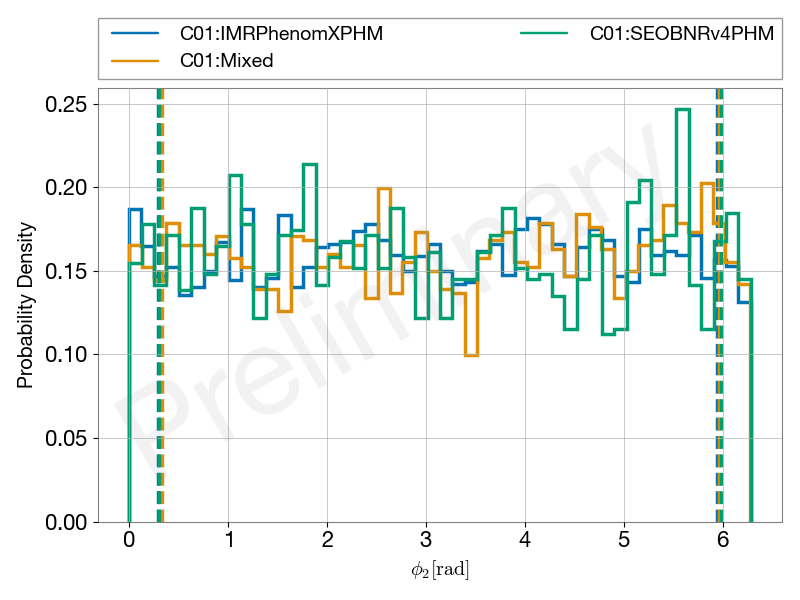 C01:IMRPhenomXPHM
C01:SEOBNRv4PHM
C01:Mixed
0.25
0.20
0.15
0.10
0.05
0.00
Probability Density
Preliminary
0 1 2 3 4 5 6
ϕ₂[rad]